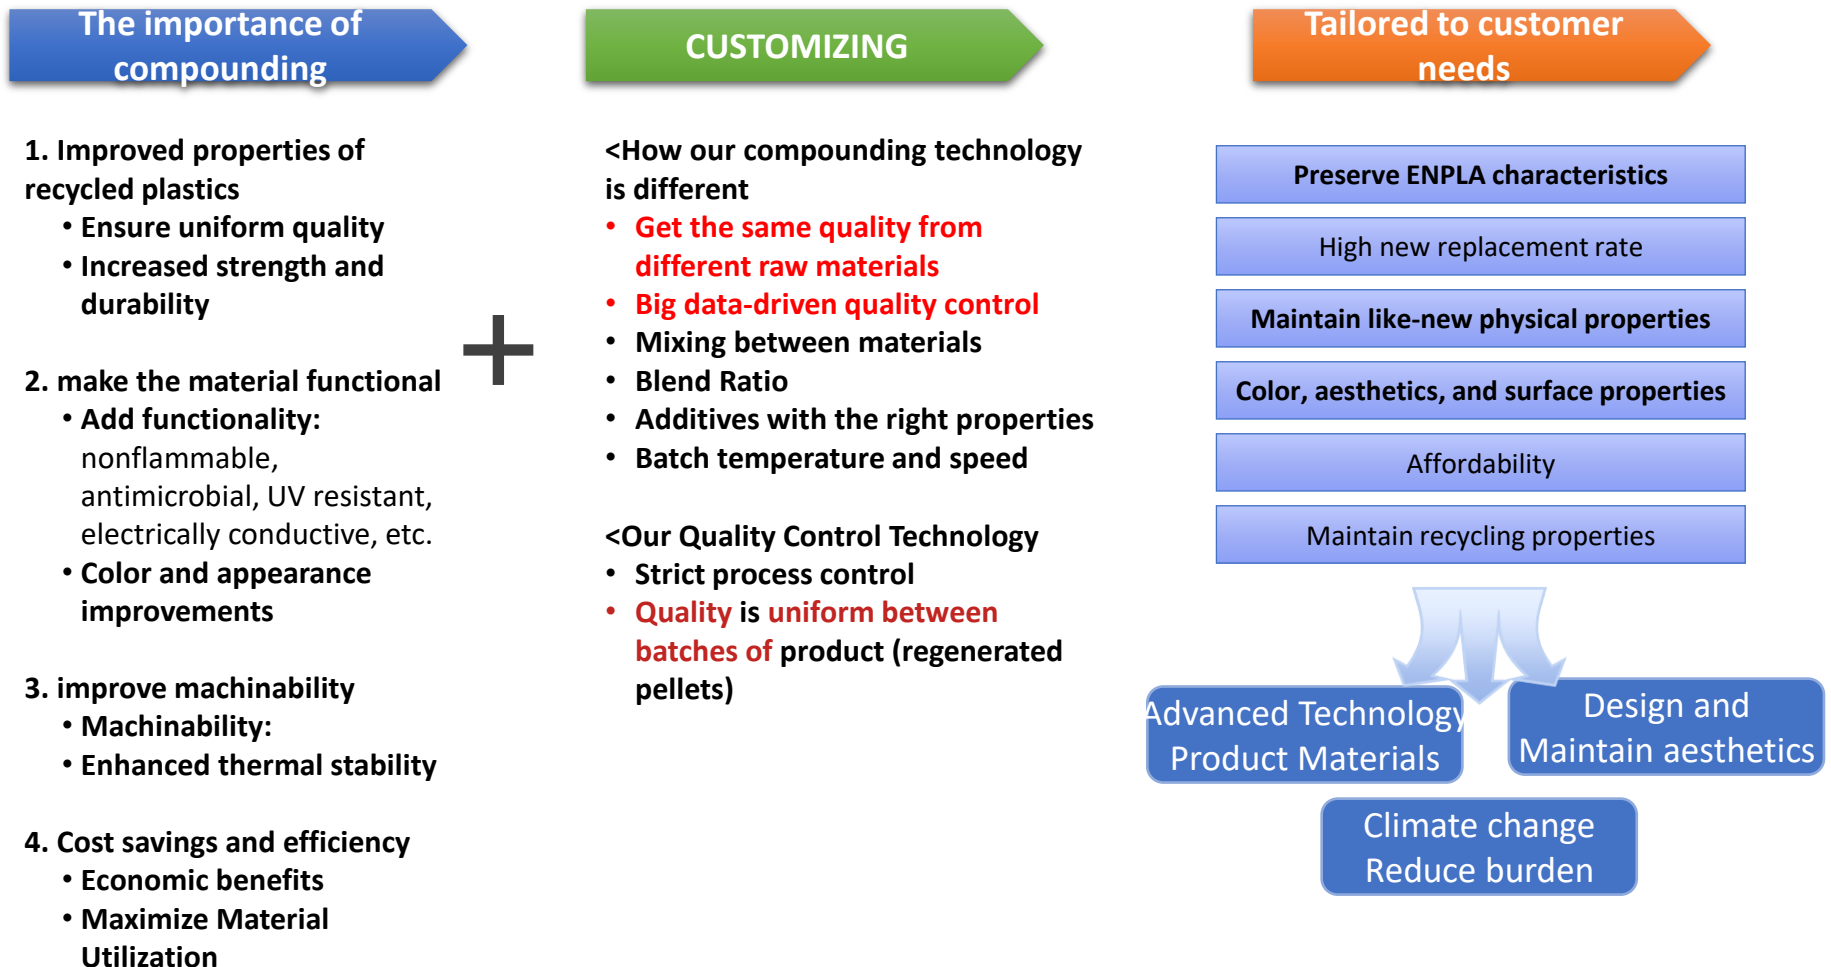 The importance of
compounding
1. Improved properties of
recycled plastics
• Ensure uniform quality
• Increased strength and
durability
2. make the material functional
• Add functionality:
nonflammable,
antimicrobial, UV resistant,
electrically conductive, etc.
• Color and appearance
improvements
3. improve machinability
• Machinability:
• Enhanced thermal stability
4. Cost savings and efficiency
• Economic benefits
• Maximize Material
Utilization
+
CUSTOMIZING
<How our compounding technology
is different
• Get the same quality from
different raw materials
• Big data-driven quality control
• Mixing between materials
• Blend Ratio
• Additives with the right properties
• Batch temperature and speed
<Our Quality Control Technology
• Strict process control
• Quality is uniform between
batches of product (regenerated
pellets)
Tailored to customer
needs
Preserve ENPLA characteristics
High new replacement rate
Maintain like-new physical properties
Color, aesthetics, and surface properties
Affordability
Maintain recycling properties
Advanced Technology
Product Materials
Design and
Maintain aesthetics
Climate change
Reduce burden